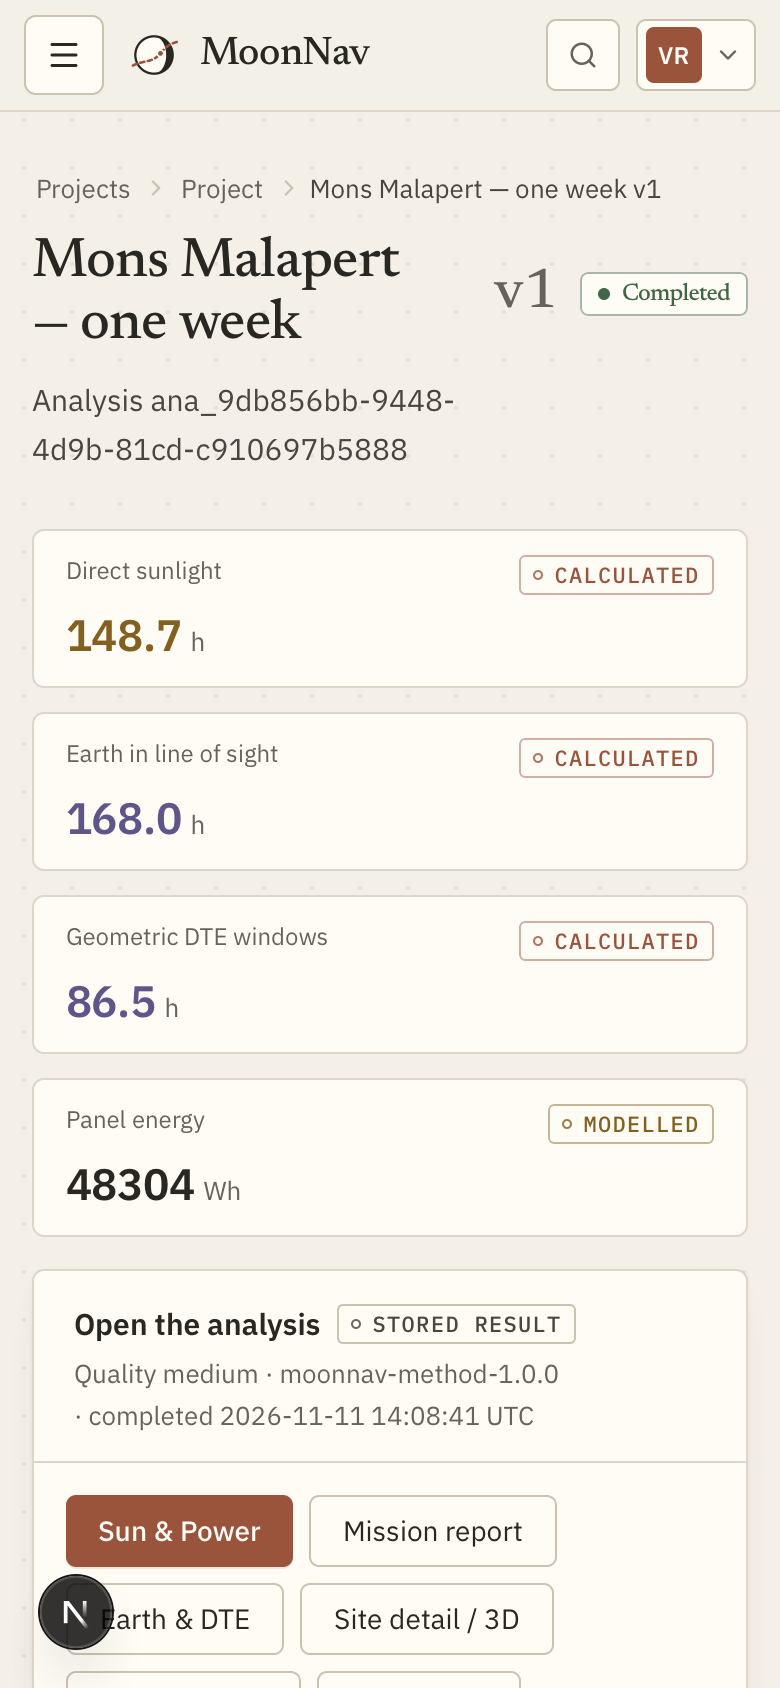 MoonNav
VR
Projects > Project > Mons Malapert — one week v1
Mons Malapert
— one week
v1
Completed
Analysis ana_9db856bb-9448-
4d9b-81cd-c910697b5888
Direct sunlight
CALCULATED
148.7 h
Earth in line of sight
CALCULATED
168.0 h
Geometric DTE windows
CALCULATED
86.5 h
Panel energy
MODELLED
48304 Wh
Open the analysis
STORED RESULT
Quality medium · moonnav-method-1.0.0
· completed 2026-11-11 14:08:41 UTC
Sun & Power
Mission report
N
Earth & DTE
Site detail / 3D